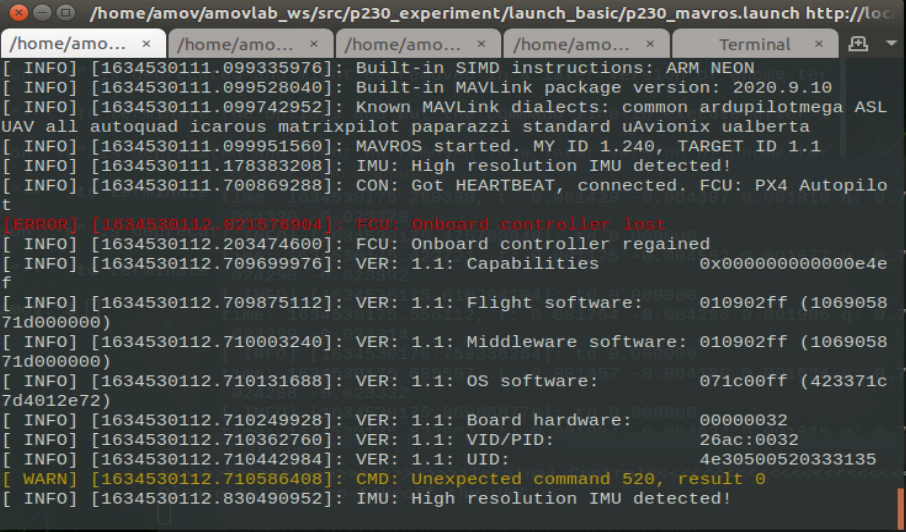 /home/amov/amovlab_ws/src/p230_experiment/launch_basic/p230_mavros.launch http://loc
/home/amo... × /home/amo... × /home/amo... × /home/amo... × Terminal ×
[ INFO] [1634530111.099335976]: Built-in SIMD instructions: ARM NEON
[ INFO] [1634530111.099528040]: Built-in MAVLink package version: 2020.9.10
[ INFO] [1634530111.099742952]: Known MAVLink dialects: common ardupilotmega ASL
UAV all autoquad icarous matrixpilot paparazzi standard uAvionix ualberta
[ INFO] [1634530111.099951560]: MAVROS started. MY ID 1.240, TARGET ID 1.1
[ INFO] [1634530111.178383208]: IMU: High resolution IMU detected!
[ INFO] [1634530111.700869288]: CON: Got HEARTBEAT, connected. FCU: PX4 Autopilo
t
[ERROR] [1634530112.021576904]: FCU: Onboard controller lost
[ INFO] [1634530112.203474600]: FCU: Onboard controller regained
[ INFO] [1634530112.709699976]: VER: 1.1: Capabilities 0x000000000000e4e
f
[ INFO] [1634530112.709875112]: VER: 1.1: Flight software: 010902ff (1069058
71d000000)
[ INFO] [1634530112.710003240]: VER: 1.1: Middleware software: 010902ff (1069058
71d000000)
[ INFO] [1634530112.710131688]: VER: 1.1: OS software: 071c00ff (423371c
7d4012e72)
[ INFO] [1634530112.710249928]: VER: 1.1: Board hardware: 00000032
[ INFO] [1634530112.710362760]: VER: 1.1: VID/PID: 26ac:0032
[ INFO] [1634530112.710442984]: VER: 1.1: UID: 4e30500520333135
[ WARN] [1634530112.710586408]: CMD: Unexpected command 520, result 0
[ INFO] [1634530112.830490952]: IMU: High resolution IMU detected!